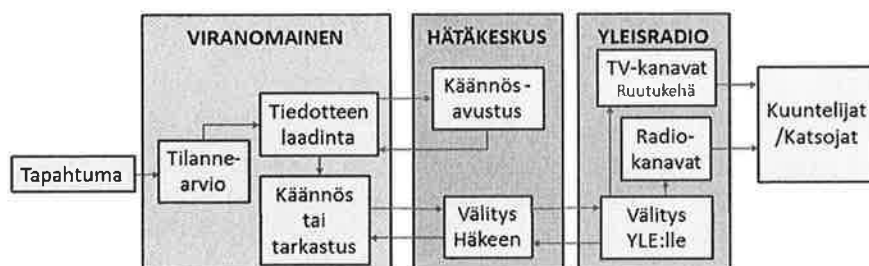 VIRANOMAINEN
HÄTÄKESKUS
YLEISRADIO
Tapahtuma
Tilanne-
arvio
Tiedotteen
laadinta
Käännös
tai
tarkastus
Käännös-
avustus
Välitys
Häkeen
TV-kanavat
Ruutukehä
Radio-
kanavat
Välitys
YLE:lle
Kuuntelijat
/Katsojat